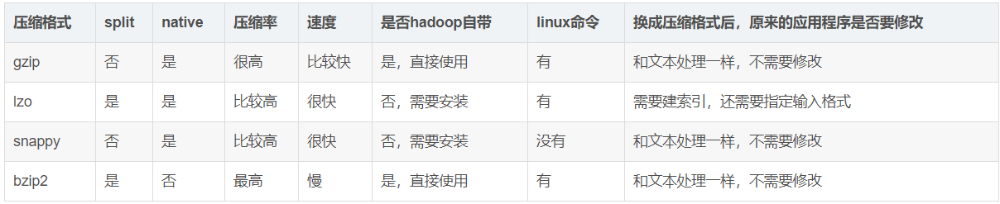 压缩格式 split native 压缩率 速度 是否hadoop自带 linux命令 换成压缩格式后，原来的应用程序是否要修改
gzip 否 是 很高 比较快 是，直接使用 有 和文本处理一样，不需要修改
lzo 是 是 比较高 很快 否，需要安装 有 需要建索引，还需要指定输入格式
snappy 否 是 比较高 很快 否，需要安装 没有 和文本处理一样，不需要修改
bzip2 是 否 最高 慢 是，直接使用 有 和文本处理一样，不需要修改